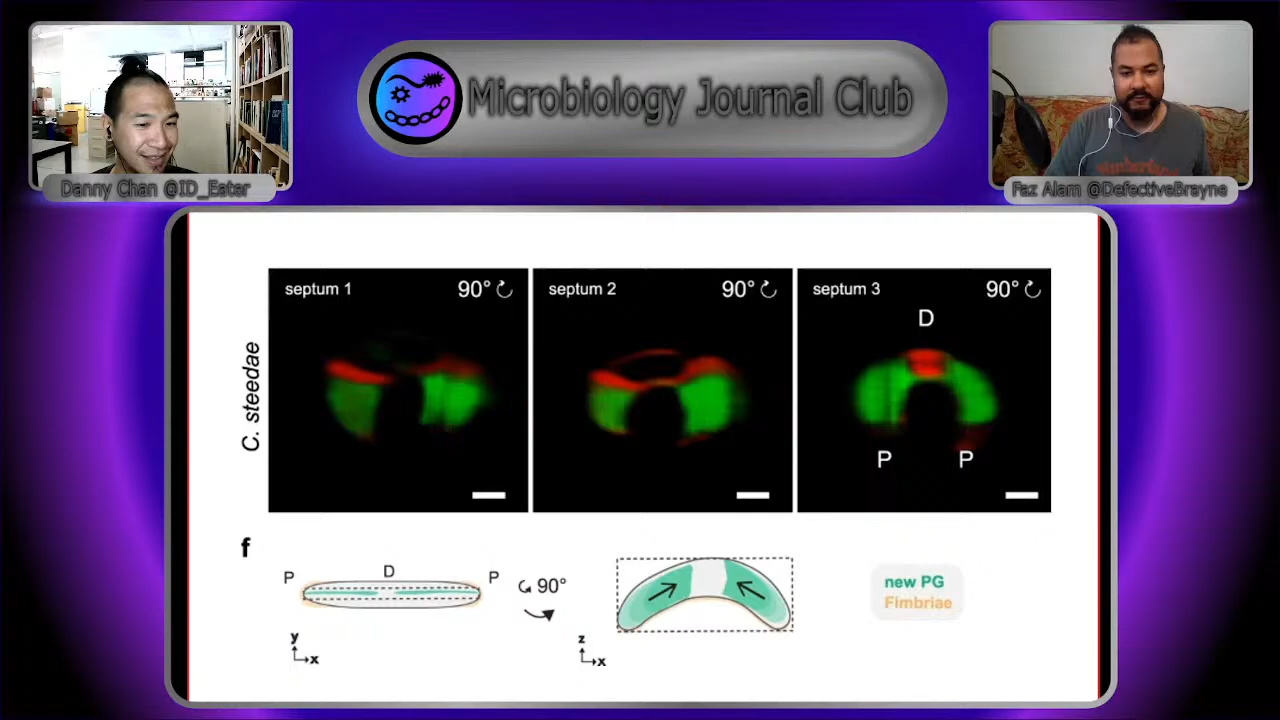 Microbiology Journal Club
Danny Chan @ID_Eater
Faz Alam @DefectiveBrayne
septum 1
90°
septum 2
90°
septum 3
90°
D
P
P
C. steedae
f
P
D
P
90°
y
x
z
x
new PG
Fimbriae